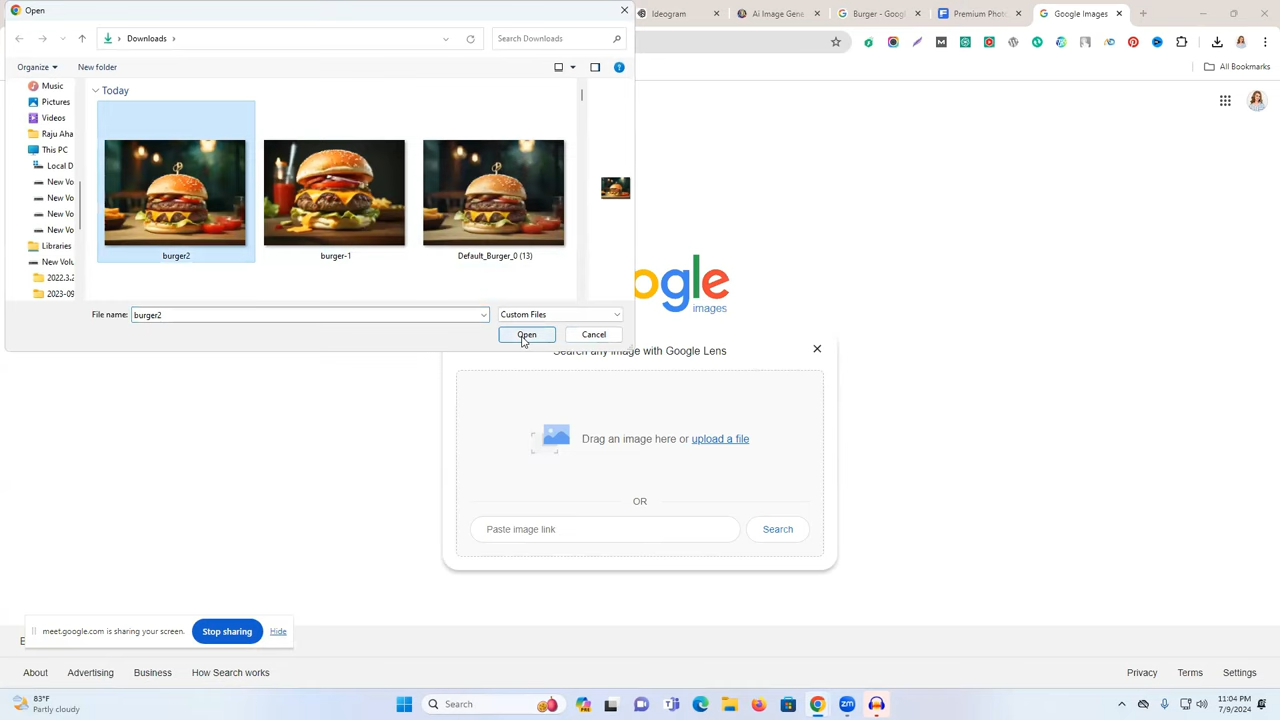 Open
Ideogram
Ai Image Gene
Burger - Google
Premium Photo
Google Images
Downloads
Search Downloads
Organize
New folder
All Bookmarks
Music
Pictures
Videos
Raju Aha
This PC
Local D
New Vo
New Vo
New Vo
New Vo
Libraries
New Volu
2022.3.2
2023-09
Today
burger2
burger-1
Default_Burger_0 (13)
File name:
burger2
Custom Files
Open
Cancel
ogle
images
Search any image with Google Lens
Drag an image here or upload a file
OR
Paste image link
Search
meet.google.com is sharing your screen.
Stop sharing
Hide
About
Advertising
Business
How Search works
Privacy
Terms
Settings
83°F
Partly cloudy
Search
11:04 PM
7/9/2024